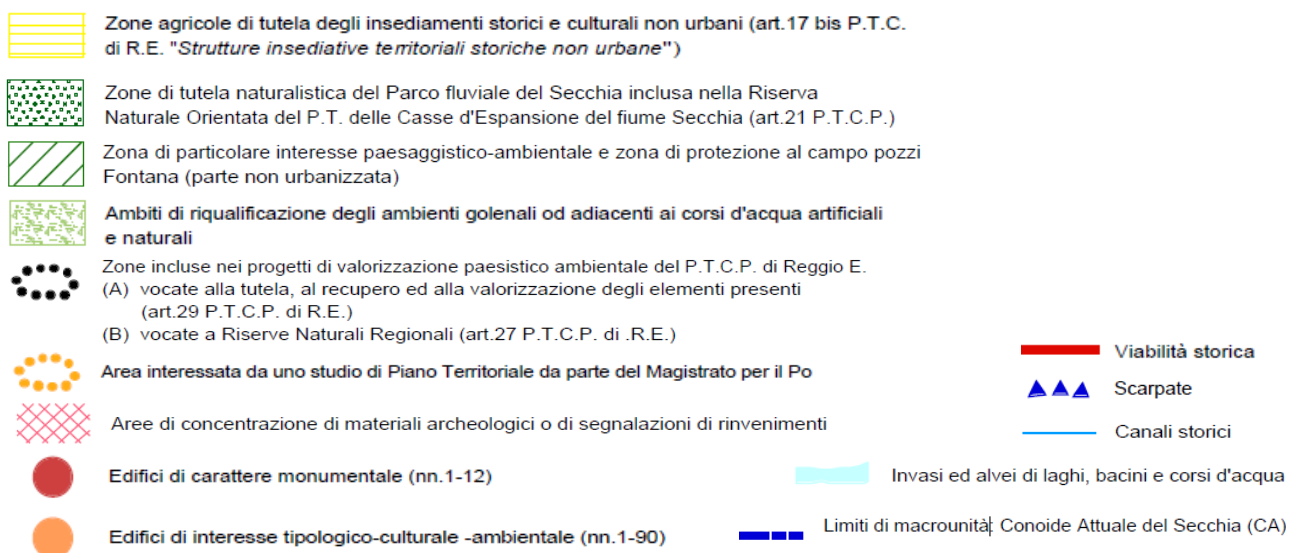 Zone agricole di tutela degli insediamenti storici e culturali non urbani (art.17 bis P.T.C.
di R.E. "Strutture insediative territoriali storiche non urbane")
Zone di tutela naturalistica del Parco fluviale del Secchia inclusa nella Riserva
Naturale Orientata del P.T. delle Casse d'Espansione del fiume Secchia (art.21 P.T.C.P.)
Zona di particolare interesse paesaggistico-ambientale e zona di protezione al campo pozzi
Fontana (parte non urbanizzata)
Ambiti di riqualificazione degli ambienti golenali od adiacenti ai corsi d'acqua artificiali
e naturali
Zone incluse nei progetti di valorizzazione paesistico ambientale del P.T.C.P. di Reggio E.
(A) vocate alla tutela, al recupero ed alla valorizzazione degli elementi presenti
(art.29 P.T.C.P. di R.E.)
(B) vocate a Riserve Naturali Regionali (art.27 P.T.C.P. di .R.E.)
Area interessata da uno studio di Piano Territoriale da parte del Magistrato per il Po
Aree di concentrazione di materiali archeologici o di segnalazioni di rinvenimenti
Edifici di carattere monumentale (nn.1-12)
Edifici di interesse tipologico-culturale -ambientale (nn.1-90)
Viabilità storica
Scarpate
Canali storici
Invasi ed alvei di laghi, bacini e corsi d'acqua
Limiti di macrounità: Conoide Attuale del Secchia (CA)